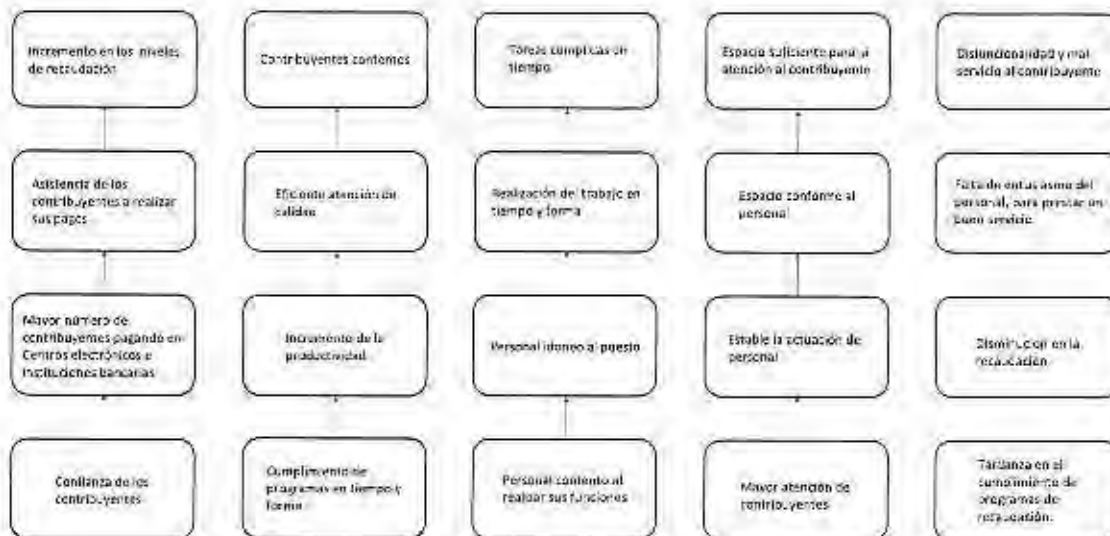 Incremento en los niveles
de recaudación
Contribuyentes contentos
Tareas cumplidas en
tiempo
Espacio suficiente para la
atención al contribuyente
Disfuncionalidad y mal
servicio al contribuyente
Asistencia de los
contribuyentes a realizar
sus pagos
Eficiente atención de
calidad
Realización del trabajo en
tiempo y forma
Espacio conforme al
personal
Falta de entusiasmo del
personal, para prestar un
buen servicio
Mayor número de
contribuyentes pagando en
Centros electrónicos e
Instituciones bancarias
Incremento de la
productividad
Personal idoneo al puesto
Estable la actuación de
personal
Disminucion en la
recaudación
Confianza de los
contribuyentes
Cumplimiento de
programas en tiempo y
forma
Personal contento al
realizar sus funciones
Mayor atención de
contribuyentes
Tardanza en el
cumplimiento de
programas de
recaudación.